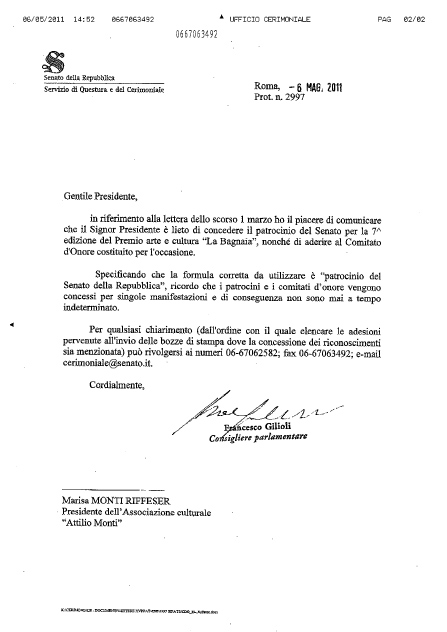 06/05/2011 14:52 0667063492 UFFICIO CERIMONIALE PAG 02/02
0667063492
Senato della Repubblica
Servizio di Questura e del Cerimoniale
Roma, - 6 MAG. 2011
Prot. n. 2997
Gentile Presidente,
in riferimento alla lettera dello scorso 1 marzo ho il piacere di comunicare
che il Signor Presidente è lieto di concedere il patrocinio del Senato per la 7^
edizione del Premio arte e cultura “La Bagnaia”, nonché di aderire al Comitato
d'Onore costituito per l'occasione.
Specificando che la formula corretta da utilizzare è “patrocinio del
Senato della Repubblica”, ricordo che i patrocini e i comitati d'onore vengono
concessi per singole manifestazioni e di conseguenza non sono mai a tempo
indeterminato.
Per qualsiasi chiarimento (dall'ordine con il quale elencare le adesioni
pervenute all'invio delle bozze di stampa dove la concessione dei riconoscimenti
sia menzionata) può rivolgersi ai numeri 06-67062582; fax 06-67063492; e-mail
cerimoniale@senato.it.
Cordialmente,
Francesco Gilioli
Consigliere parlamentare
Marisa MONTI RIFFESER
Presidente dell'Associazione culturale
“Attilio Monti”